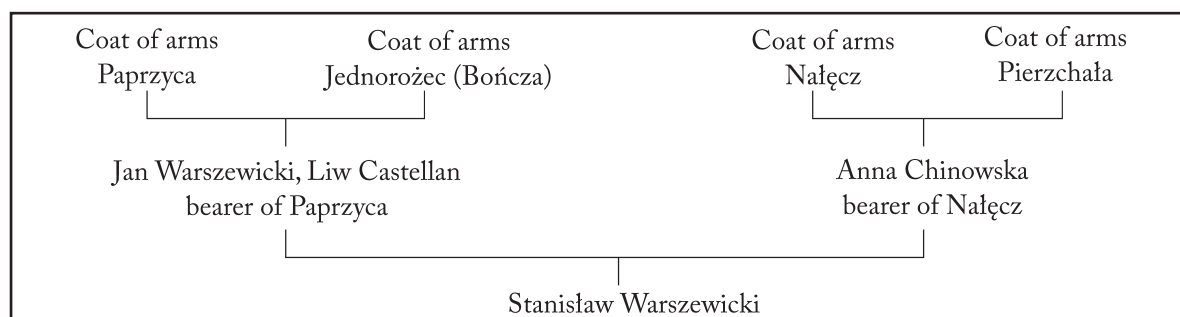 Coat of arms
Paprzyca
Coat of arms
Jednorożec (Bończa)
Coat of arms
Nałęcz
Coat of arms
Pierzchała
Jan Warszewicki, Liw Castellan
bearer of Paprzyca
Anna Chinowska
bearer of Nałęcz
Stanisław Warszewicki